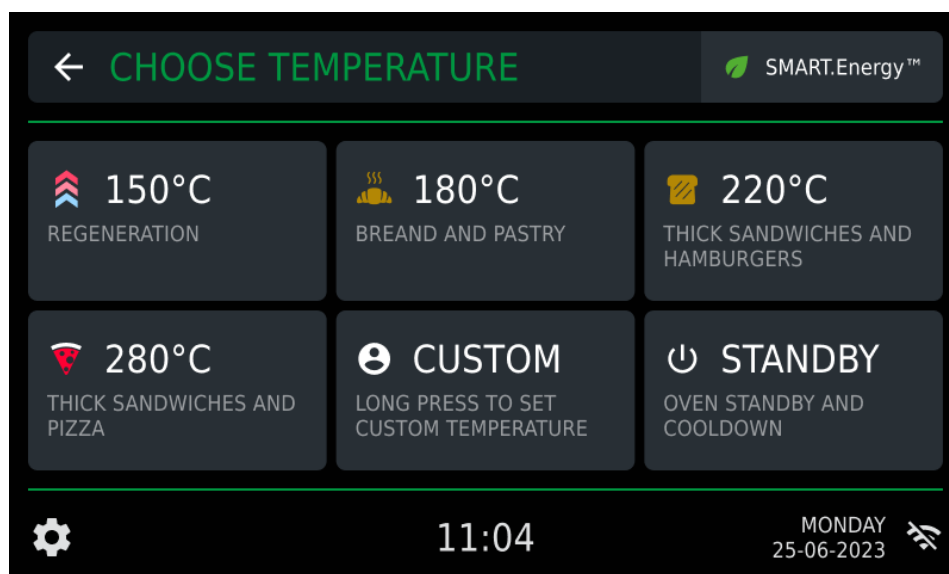 CHOOSE TEMPERATURE
SMART.Energy™
150°C
REGENERATION
180°C
BREAND AND PASTRY
220°C
THICK SANDWICHES AND
HAMBURGERS
280°C
THICK SANDWICHES AND
PIZZA
CUSTOM
LONG PRESS TO SET
CUSTOM TEMPERATURE
STANDBY
OVEN STANDBY AND
COOLDOWN
11:04
MONDAY
25-06-2023